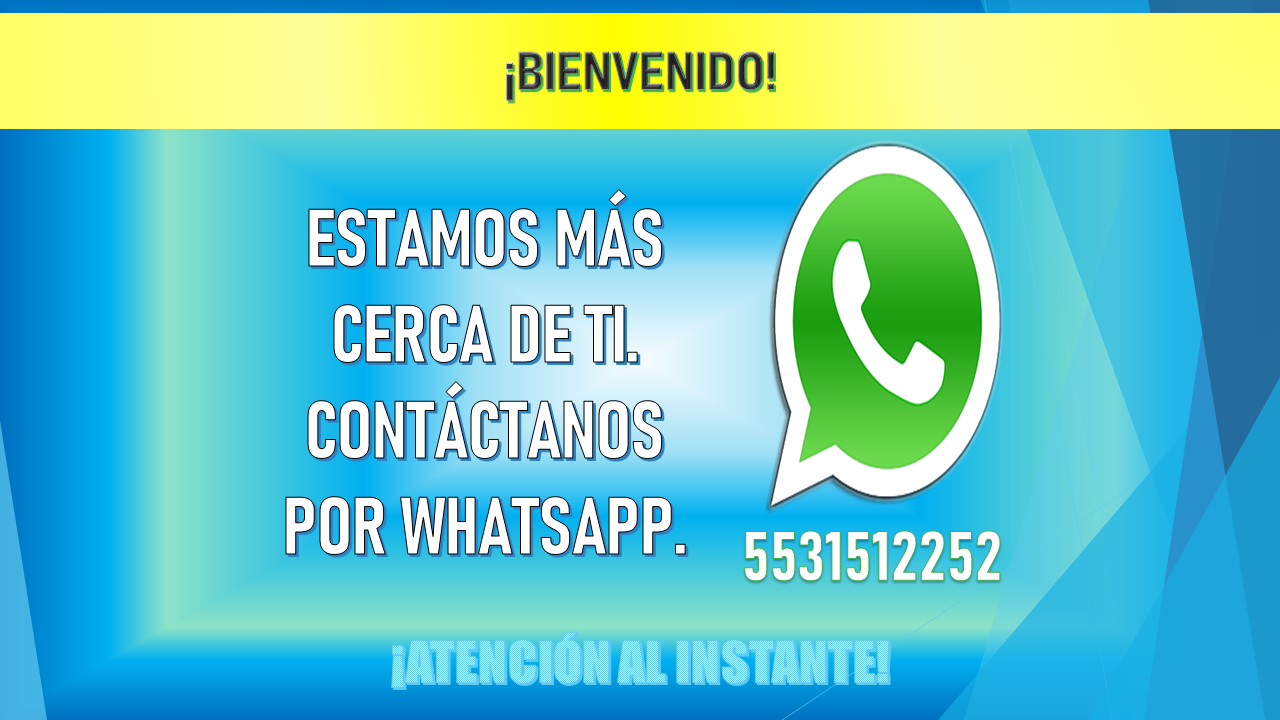 ¡BIENVENIDO!
ESTAMOS MÁS
CERCA DE TI.
CONTÁCTANOS
POR WHATSAPP.
5531512252
¡ATENCIÓN AL INSTANTE!